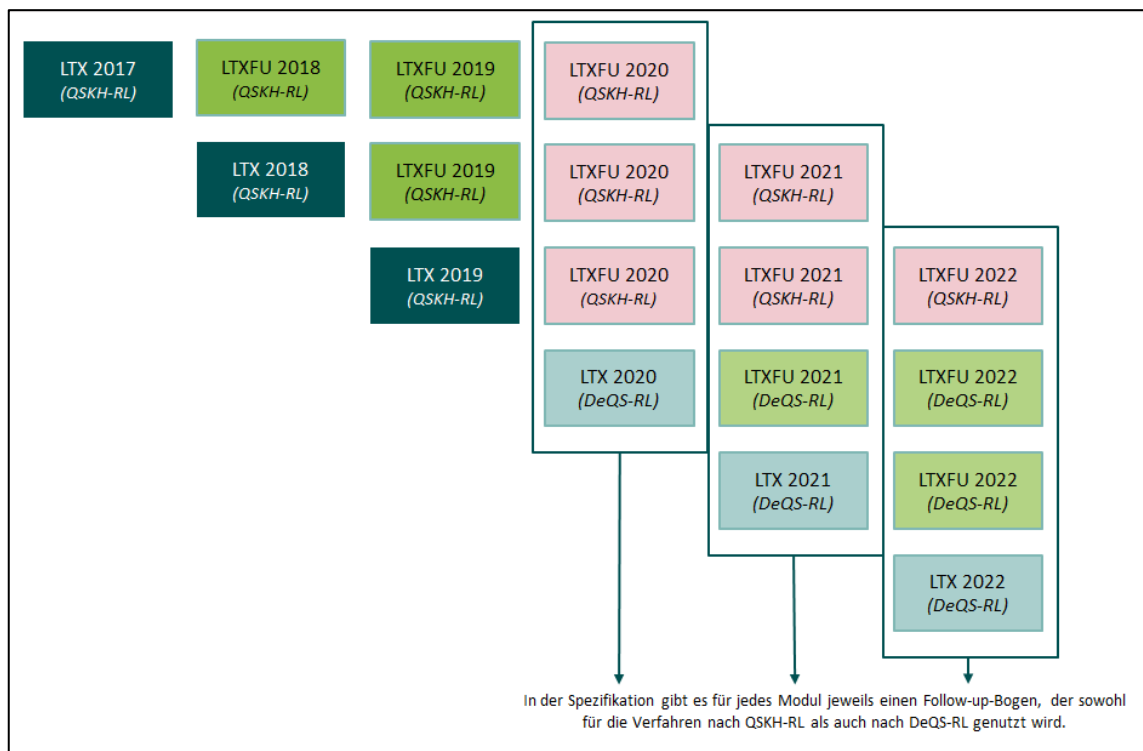 LTX 2017
(QSKH-RL)
LTXFU 2018
(QSKH-RL)
LTXFU 2019
(QSKH-RL)
LTXFU 2020
(QSKH-RL)
LTX 2018
(QSKH-RL)
LTXFU 2019
(QSKH-RL)
LTXFU 2020
(QSKH-RL)
LTXFU 2021
(QSKH-RL)
LTX 2019
(QSKH-RL)
LTXFU 2020
(QSKH-RL)
LTXFU 2021
(QSKH-RL)
LTXFU 2022
(QSKH-RL)
LTX 2020
(DeQS-RL)
LTXFU 2021
(DeQS-RL)
LTXFU 2022
(DeQS-RL)
LTX 2021
(DeQS-RL)
LTXFU 2022
(DeQS-RL)
LTX 2022
(DeQS-RL)
In der Spezifikation gibt es für jedes Modul jeweils einen Follow-up-Bogen, der sowohl
für die Verfahren nach QSKH-RL als auch nach DeQS-RL genutzt wird.